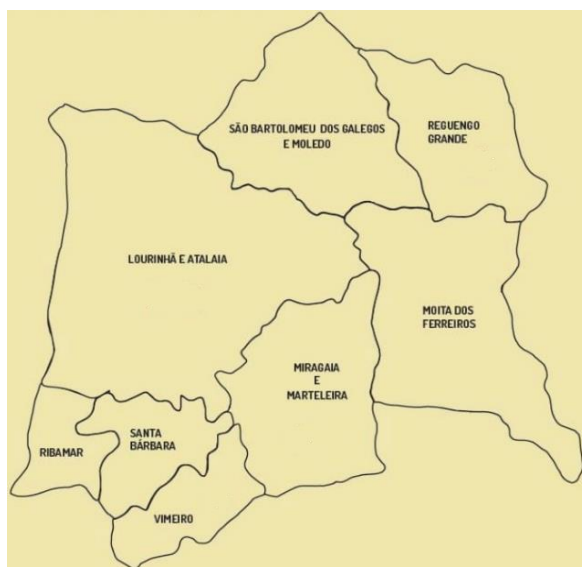 SÃO BARTOLOMEU DOS GALEGOS
E MOLEDO
REGUENGO
GRANDE
LOURINHÃ E ATALAIA
MOITA DOS
FERREIROS
MIRAGAIA
E
MARTELEIRA
SANTA
BÁRBARA
RIBAMAR
VIMEIRO